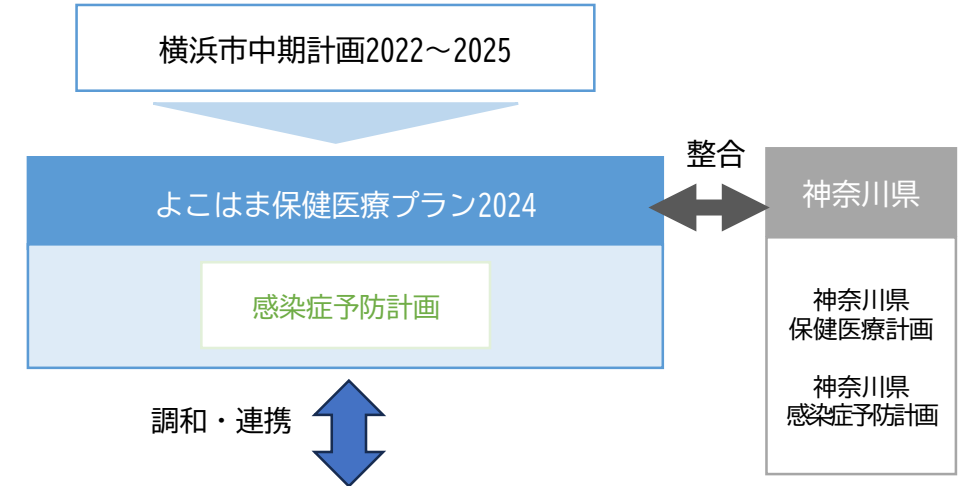 横浜市中期計画2022～2025
よこはま保健医療プラン2024
感染症予防計画
調和・連携
整合
神奈川県
神奈川県
保健医療計画
神奈川県
感染症予防計画